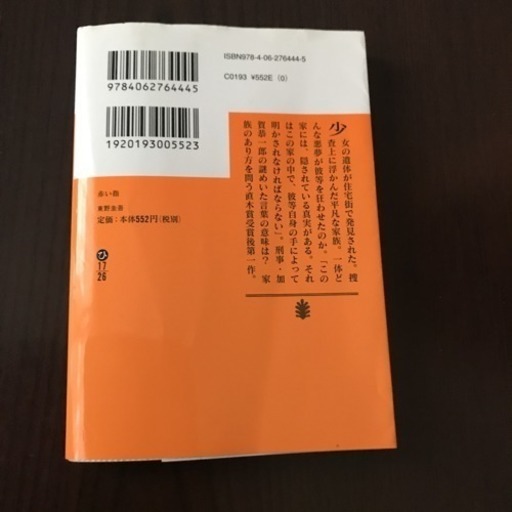 ISBN978-4-06-276444-5
C0193 ¥552E (0)
9784062764445
1920193005523
赤い指
東野圭吾
定価:本体552円(税別)
ひ
17
26
少女の遺体が住宅街で発見された。捜
査上に浮かんだ平凡な家族。一体ど
んな悪夢が彼等を狂わせたのか。「この
家には、隠されている真実がある。それ
はこの家の中で、彼等自身の手によって
明かされなければならない」。刑事・加
賀恭一郎の謎めいた言葉の意味は? 家
族のあり方を問う直木賞受賞後第一作。